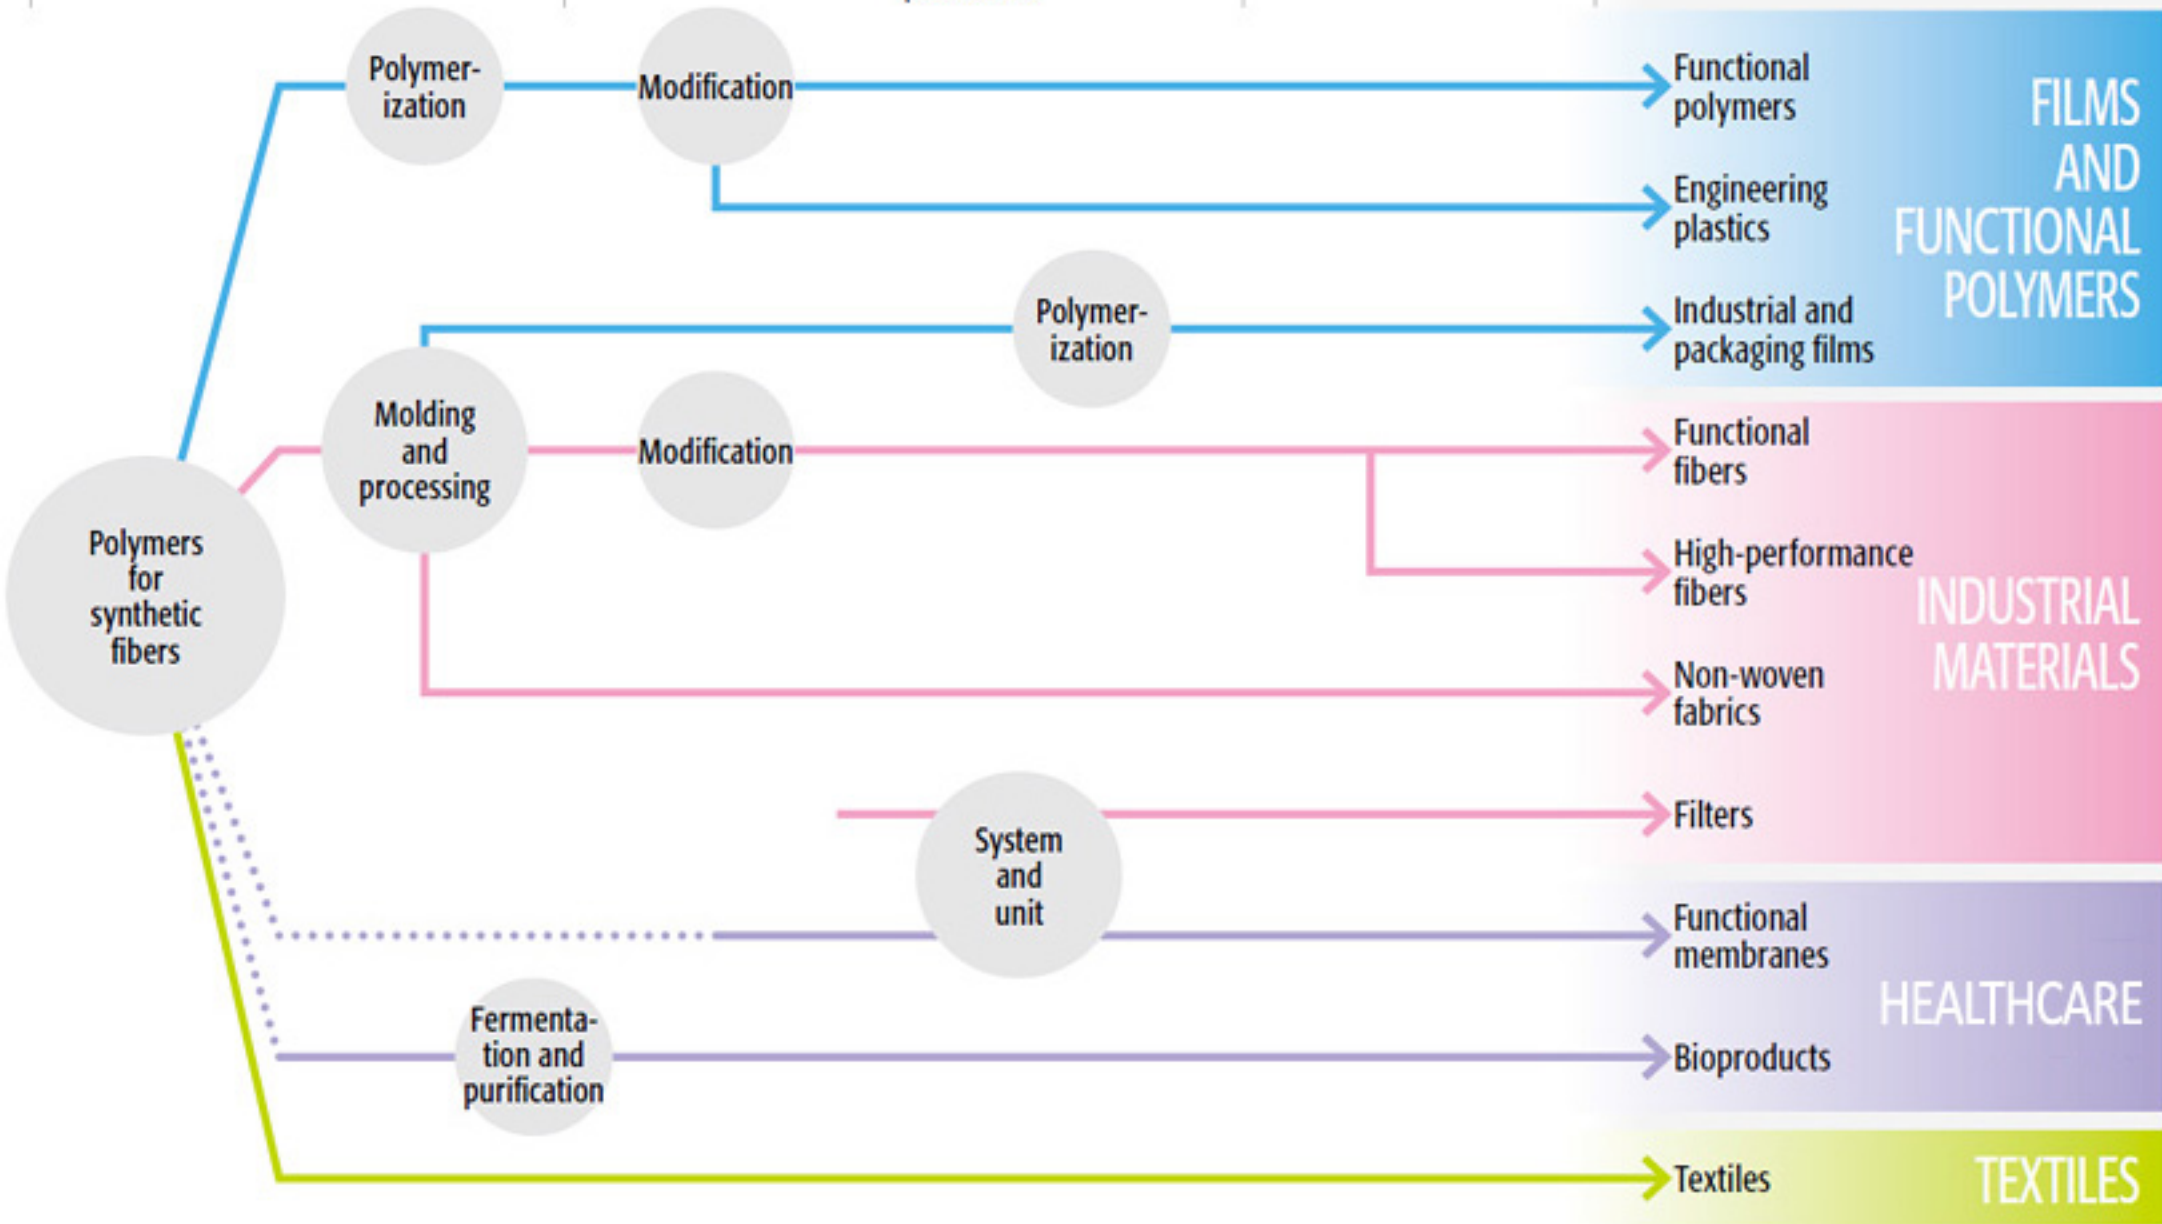 Polymer-
ization
Modification
Functional
polymers
FILMS
AND
FUNCTIONAL
POLYMERS
Engineering
plastics
Polymer-
ization
Industrial and
packaging films
Molding
and
processing
Modification
Functional
fibers
Polymers
for
synthetic
fibers
High-performance
fibers
INDUSTRIAL
MATERIALS
Non-woven
fabrics
System
and
unit
Filters
Functional
membranes
HEALTHCARE
Fermenta-
tion and
purification
Bioproducts
Textiles
TEXTILES